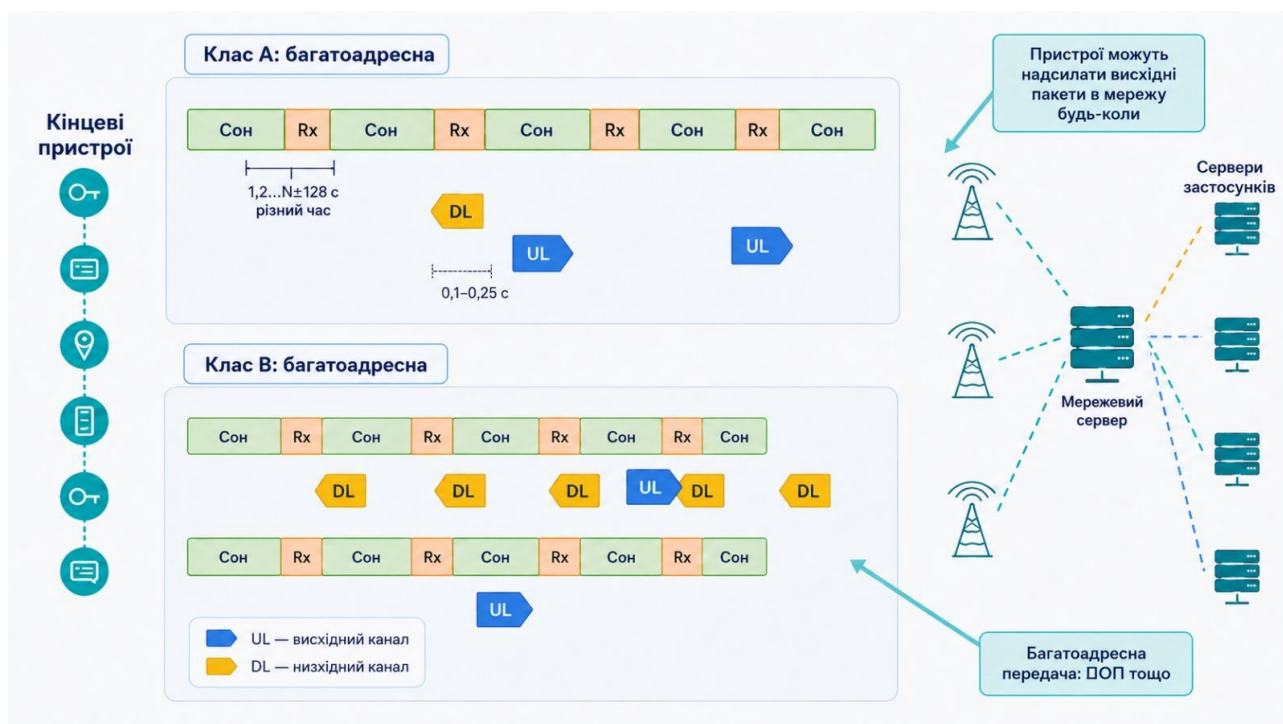 Клас A: багатоадресна
Кінцеві
пристрої
Сон Rx Сон Rx Сон Rx Сон Rx Сон
1,2...N±128 с
різний час
DL
UL
UL
0,1–0,25 с
Клас B: багатоадресна
Сон Rx Сон Rx Сон Rx Сон Rx Сон
DL DL DL UL DL DL
Сон Rx Сон Rx Сон Rx Сон Rx Сон
UL
UL — висхідний канал
DL — низхідний канал
Пристрої можуть
надсилати висхідні
пакети в мережу
будь-коли
Сервери
застосунків
Мережевий
сервер
Багатоадресна
передача: тощо